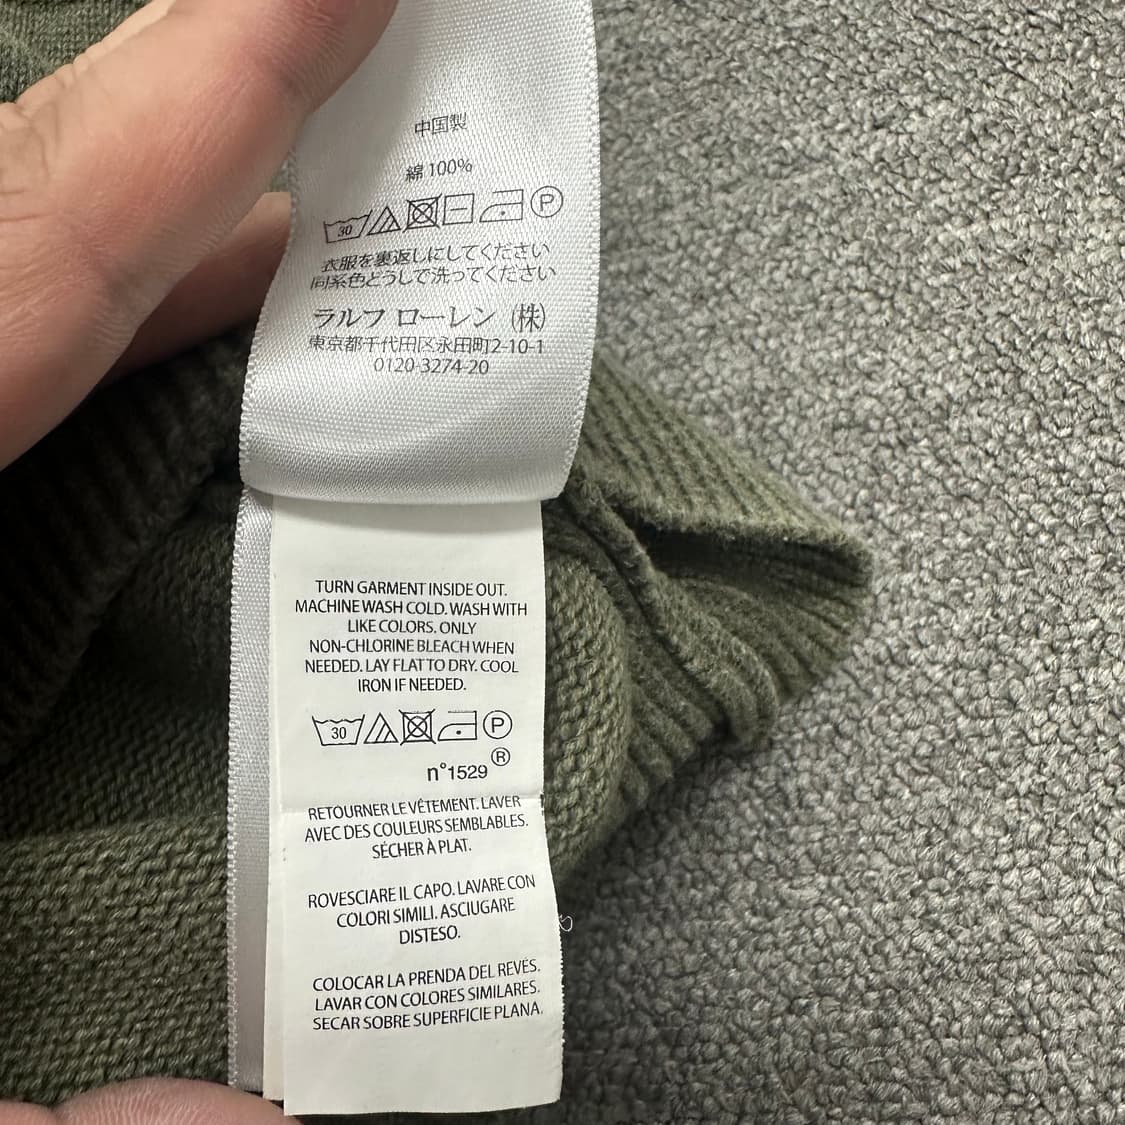 中国製
綿 100%
30 P
衣服を裏返しにしてください
同系色どうしで洗ってください
ラルフ ローレン (株)
東京都千代田区永田町2-10-1
0120-3274-20
TURN GARMENT INSIDE OUT.
MACHINE WASH COLD. WASH WITH
LIKE COLORS. ONLY
NON-CHLORINE BLEACH WHEN
NEEDED. LAY FLAT TO DRY. COOL
IRON IF NEEDED.
30 P
®
n°1529
RETOURNER LE VÊTEMENT. LAVER
AVEC DES COULEURS SEMBLABLES.
SÉCHER À PLAT.
ROVESCIARE IL CAPO. LAVARE CON
COLORI SIMILI. ASCIUGARE
DISTESO.
COLOCAR LA PRENDA DEL REVÉS.
LAVAR CON COLORES SIMILARES.
SECAR SOBRE SUPERFICIE PLANA.